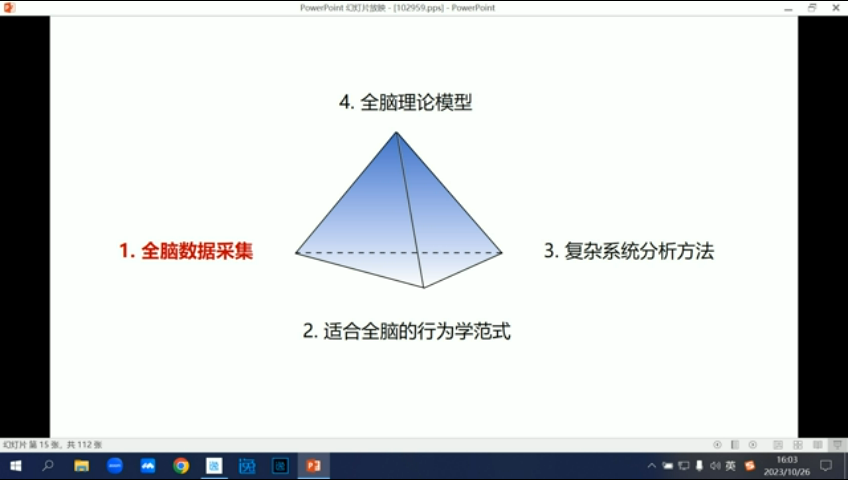 PowerPoint 幻灯片放映 - [102959.pps] - PowerPoint
4. 全脑理论模型
1. 全脑数据采集
3. 复杂系统分析方法
2. 适合全脑的行为学范式
幻灯片 第 15 张，共 112 张
英
16:03
2023/10/26